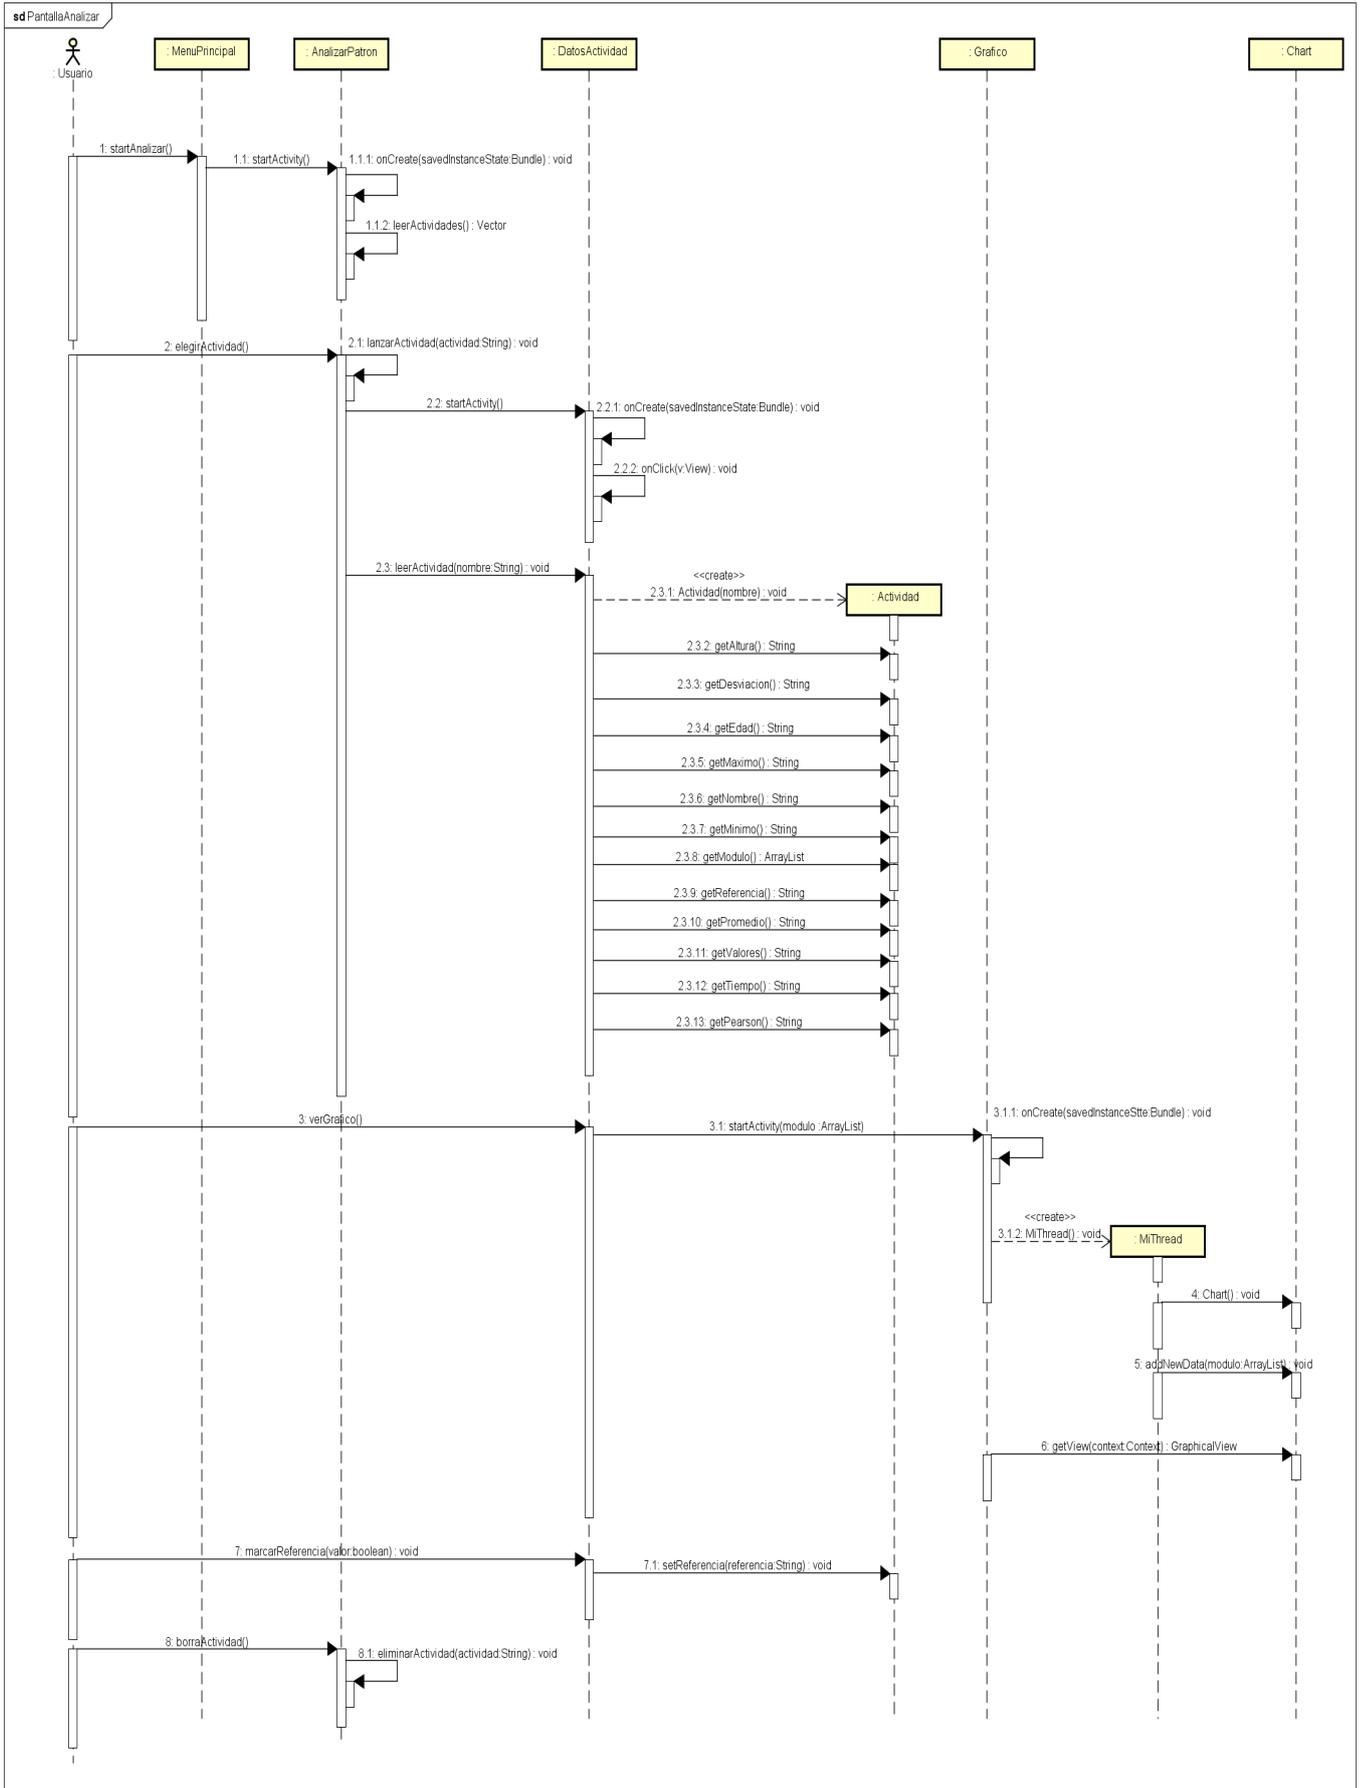 sd PantallaAnalizar
: Usuario
: MenuPrincipal
: AnalizarPatron
: DatosActividad
: Grafico
: Chart
1: startAnalizar()
1.1: startActivity()
1.1.1: onCreate(savedInstanceState:Bundle) : void
1.1.2: leerActividades() : Vector
2: elegirActividad()
2.1: lanzarActividad(actividad:String) : void
2.2: startActivity()
2.2.1: onCreate(savedInstanceState:Bundle) : void
2.2.2: onClick(v:View) : void
2.3: leerActividad(nombre:String) : void
<<create>>
2.3.1: Actividad(nombre) : void
: Actividad
2.3.2: getAltura() : String
2.3.3: getDesviacion() : String
2.3.4: getEdad() : String
2.3.5: getMaximo() : String
2.3.6: getNombre() : String
2.3.7: getMinimo() : String
2.3.8: getModulo() : ArrayList
2.3.9: getReferencia() : String
2.3.10: getPromedio() : String
2.3.11: getValores() : String
2.3.12: getTiempo() : String
2.3.13: getPearson() : String
3: verGrafico()
3.1: startActivity(modulo :ArrayList)
3.1.1: onCreate(savedInstanceStte:Bundle) : void
<<create>>
3.1.2: MiThread() : void
: MiThread
4: Chart() : void
5: addNewData(modulo:ArrayList) : void
6: getView(context:Context) : GraphicalView
7: marcarReferencia(valor:boolean) : void
7.1: setReferencia(referencia:String) : void
8: borraActividad()
8.1: eliminarActividad(actividad:String) : void